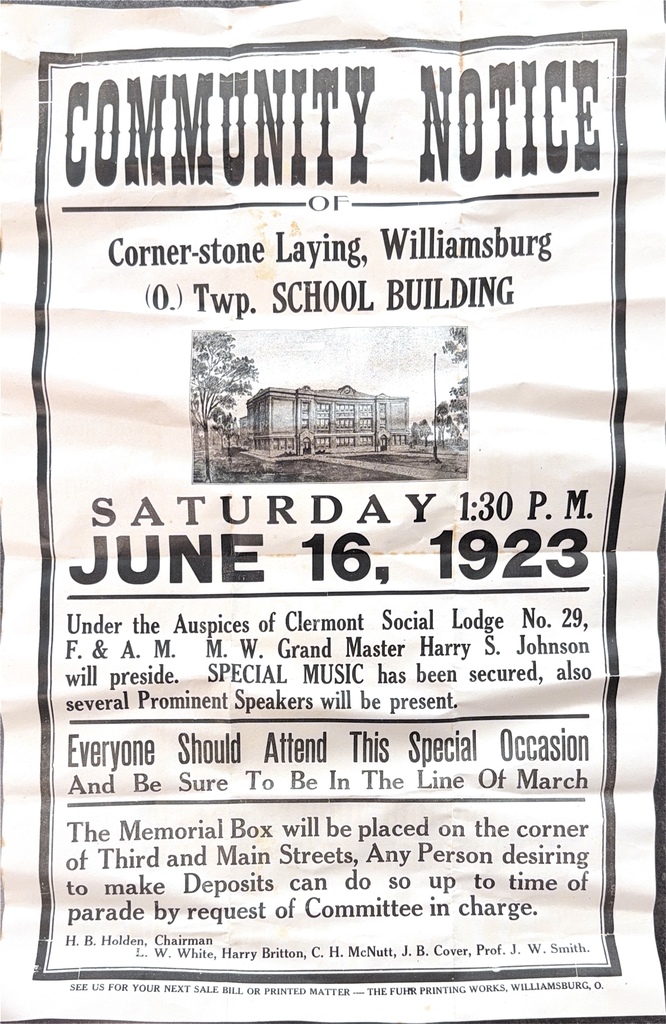 COMMUNITY NOTICE
OF
Corner-stone Laying, Williamsburg
(O.) Twp. SCHOOL BUILDING
SATURDAY 1:30 P. M.
JUNE 16, 1923
Under the Auspices of Clermont Social Lodge No. 29,
F. & A. M. M. W. Grand Master Harry S. Johnson
will preside. SPECIAL MUSIC has been secured, also
several Prominent Speakers will be present.
Everyone Should Attend This Special Occasion
And Be Sure To Be In The Line Of March
The Memorial Box will be placed on the corner
of Third and Main Streets, Any Person desiring
to make Deposits can do so up to time of
parade by request of Committee in charge.
H. B. Holden, Chairman
L. W. White, Harry Britton, C. H. McNutt, J. B. Cover, Prof. J. W. Smith.
SEE US FOR YOUR NEXT SALE BILL OR PRINTED MATTER — THE FUHR PRINTING WORKS, WILLIAMSBURG, O.